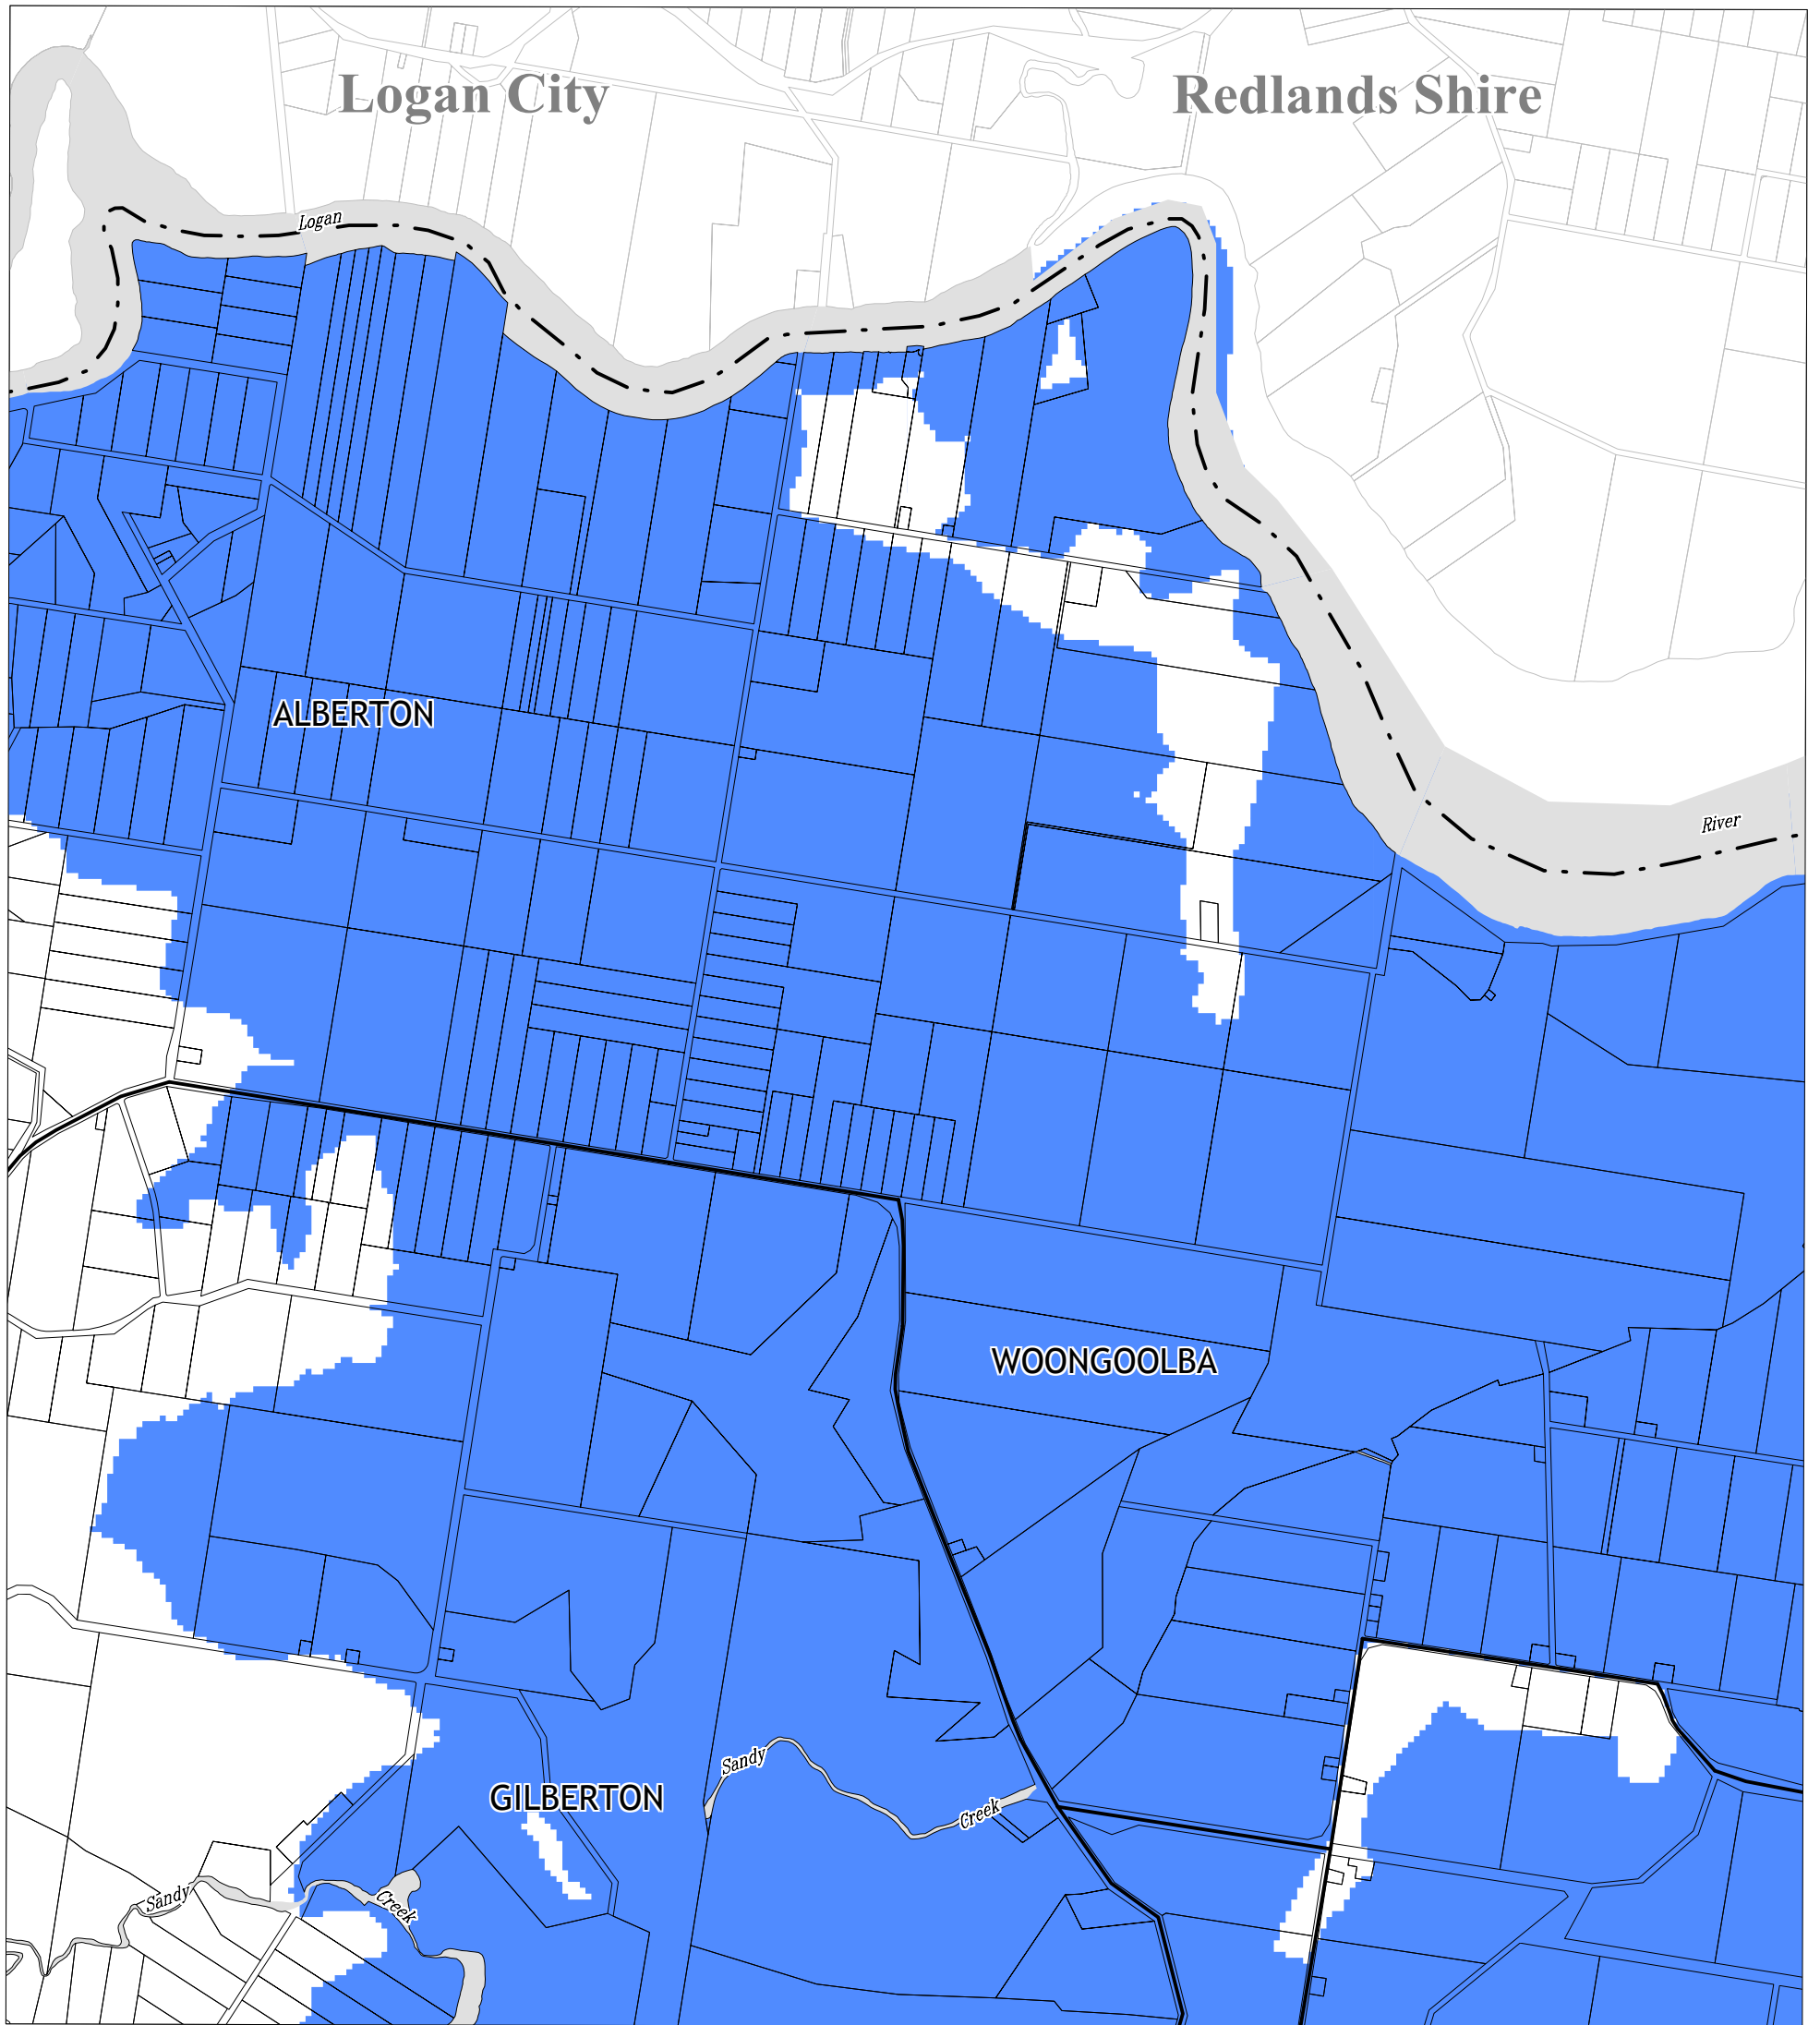 Logan City
Redlands Shire
Logan
ALBERTON
River
WOONGOOLBA
Sandy
GILBERTON
Creek
Sandy
Creek